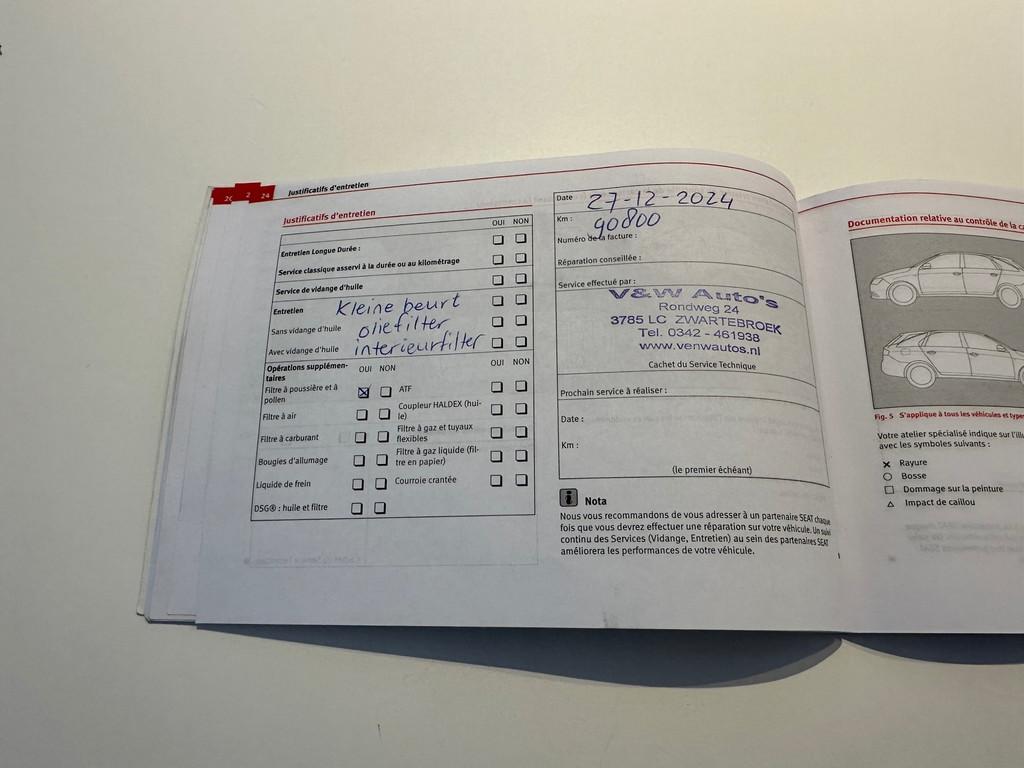 2 24
Justificatifs d'entretien
Justificatifs d'entretien
OUI NON
Entretien Longue Durée :
Service classique asservi à la durée ou au kilométrage
Service de vidange d'huile
Entretien Kleine beurt
Sans vidange d'huile oliefilter
Avec vidange d'huile interieurfilter
Opérations supplémen-
taires
OUI NON
OUI NON
Filtre à poussière et à
pollen
ATF
Filtre à air
Coupleur HALDEX (hui-
le)
Filtre à carburant
Filtre à gaz et tuyaux
flexibles
Bougies d'allumage
Filtre à gaz liquide (fil-
tre en papier)
Liquide de frein
Courroie crantée
DSG® : huile et filtre
Date 27-12-2024
Km : 90800
Numéro de la facture :
Réparation conseillée :
Service effectué par :
V&W Auto's
Rondweg 24
3785 LC ZWARTEBROEK
Tel. 0342 - 461938
www.venwautos.nl
Cachet du Service Technique
Prochain service à réaliser :
Date :
Km :
(le premier échéant)
i Nota
Nous vous recommandons de vous adresser à un partenaire SEAT chaque
fois que vous devrez effectuer une réparation sur votre véhicule. Un suivi
continu des Services (Vidange, Entretien) au sein des partenaires SEAT
améliorera les performances de votre véhicule.
Documentation relative au contrôle de la
Fig. 5 S'applique à tous les véhicules et
Votre atelier spécialisé indique sur
avec les symboles suivants :
Rayure
Bosse
Dommage sur la peinture
Impact de caillou